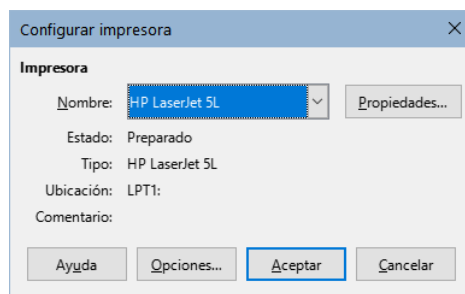 Configurar impresora
Impresora
Nombre: HP LaserJet 5L Propiedades...
Estado: Preparado
Tipo: HP LaserJet 5L
Ubicación: LPT1:
Comentario:
Ayuda Opciones... Aceptar Cancelar